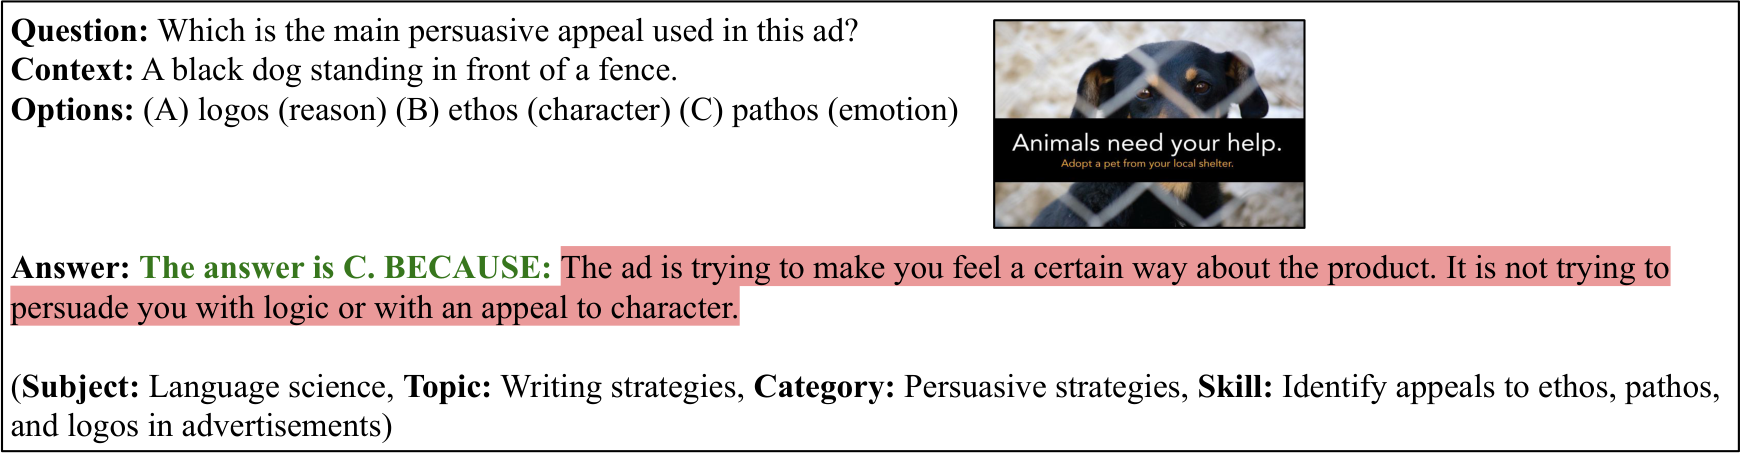 Question: Which is the main persuasive appeal used in this ad?
Context: A black dog standing in front of a fence.
Options: (A) logos (reason) (B) ethos (character) (C) pathos (emotion)
Animals need your help.
Adopt a pet from your local shelter.
Answer: The answer is C. BECAUSE: The ad is trying to make you feel a certain way about the product. It is not trying to
persuade you with logic or with an appeal to character.
(Subject: Language science, Topic: Writing strategies, Category: Persuasive strategies, Skill: Identify appeals to ethos, pathos,
and logos in advertisements)